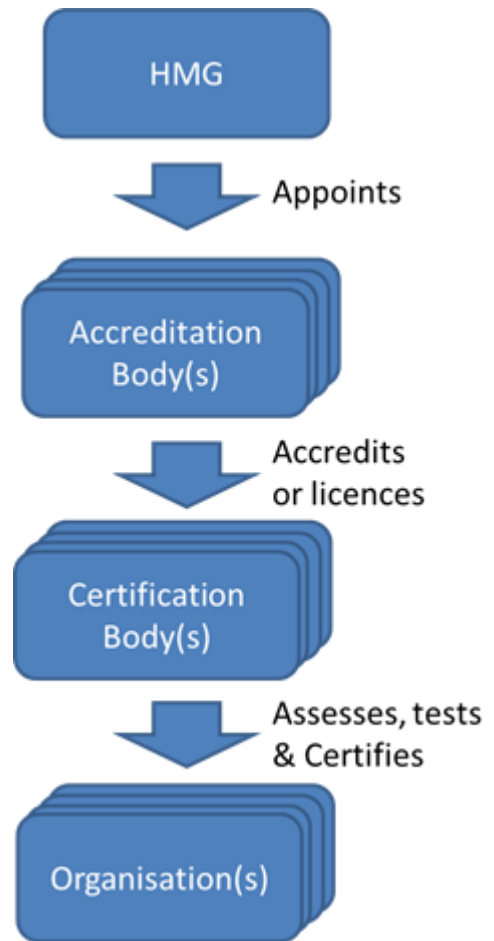 HMG
Appoints
Accreditation
Body(s)
Accredits
or licences
Certification
Body(s)
Assesses, tests
& Certifies
Organisation(s)